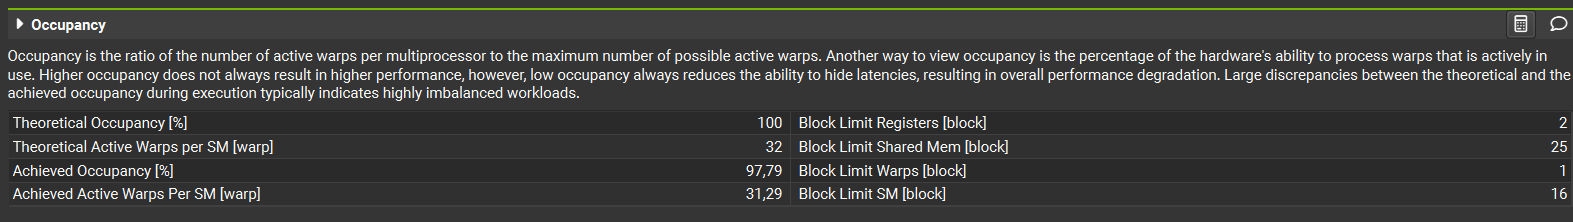 Occupancy
Occupancy is the ratio of the number of active warps per multiprocessor to the maximum number of possible active warps. Another way to view occupancy is the percentage of the hardware's ability to process warps that is actively in
use. Higher occupancy does not always result in higher performance, however, low occupancy always reduces the ability to hide latencies, resulting in overall performance degradation. Large discrepancies between the theoretical and the
achieved occupancy during execution typically indicates highly imbalanced workloads.
Theoretical Occupancy [%] 100 Block Limit Registers [block] 2
Theoretical Active Warps per SM [warp] 32 Block Limit Shared Mem [block] 25
Achieved Occupancy [%] 97,79 Block Limit Warps [block] 1
Achieved Active Warps Per SM [warp] 31,29 Block Limit SM [block] 16